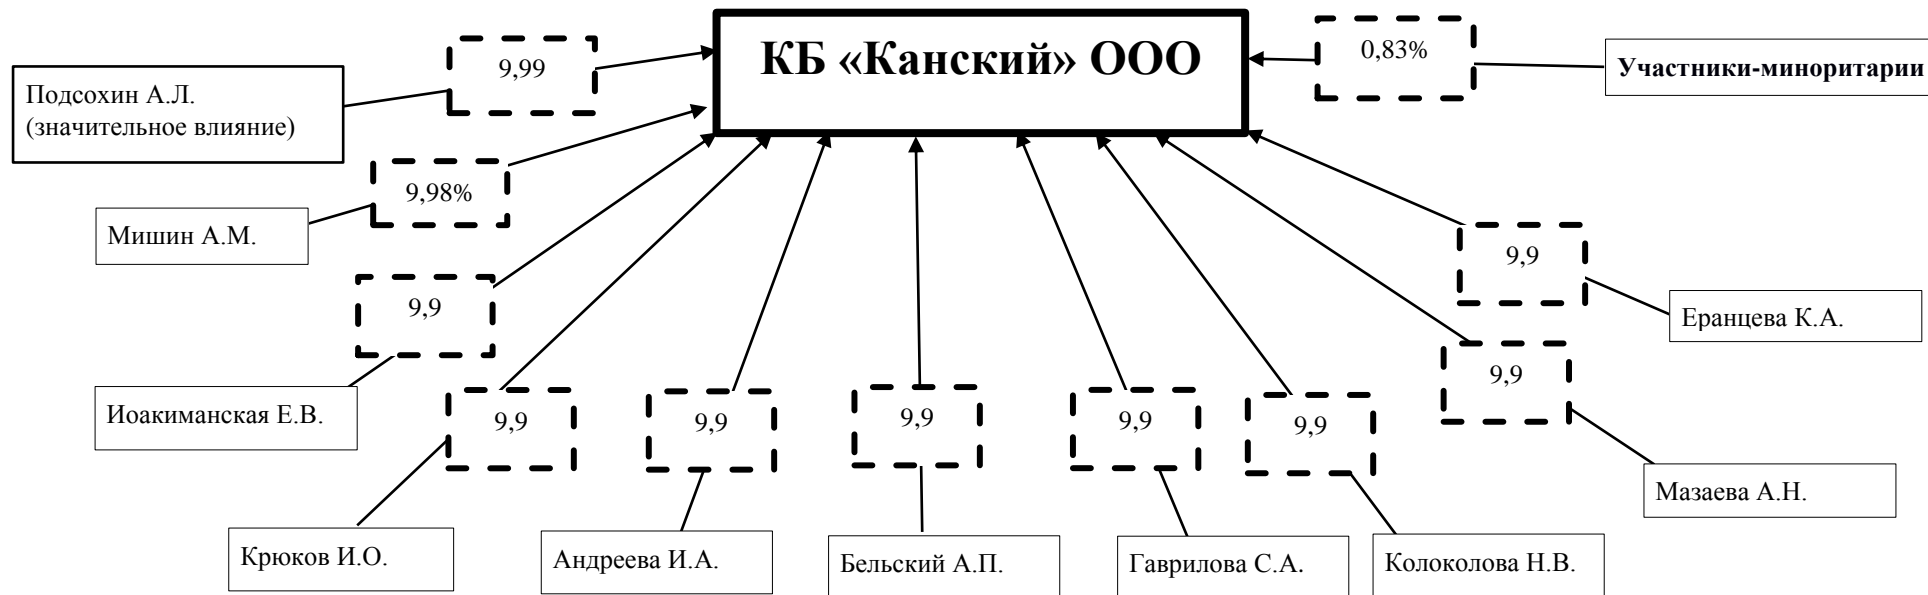 КБ «Канский» ООО
9,99
0,83%
Подсохин А.Л.
(значительное влияние)
Участники-миноритарии
9,98%
Мишин А.М.
9,9
Иоакиманская Е.В.
9,9
Еранцева К.А.
9,9
Мазаева А.Н.
9,9
9,9
9,9
9,9
9,9
Крюков И.О.
Андреева И.А.
Бельский А.П.
Гаврилова С.А.
Колоколова Н.В.